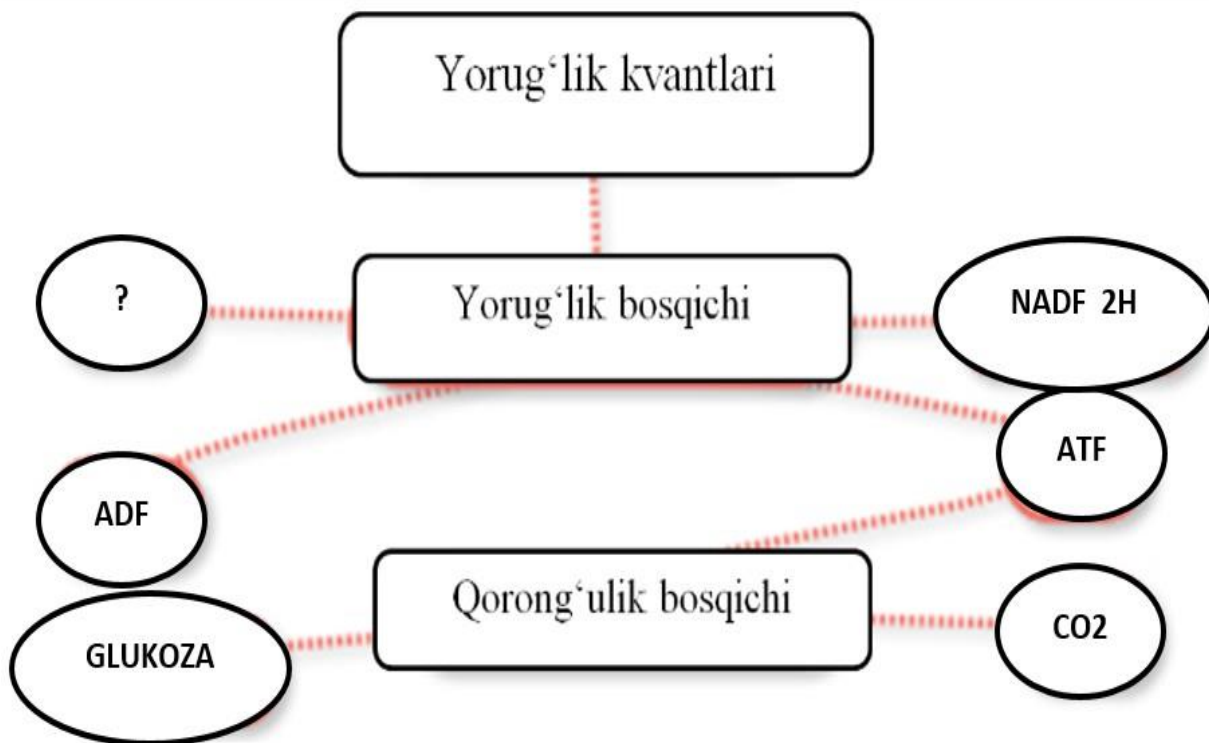 Yorug‘lik kvantlari
?
Yorug‘lik bosqichi
NADF 2H
ADF
ATF
Qorong‘ulik bosqichi
GLUKOZA
CO2